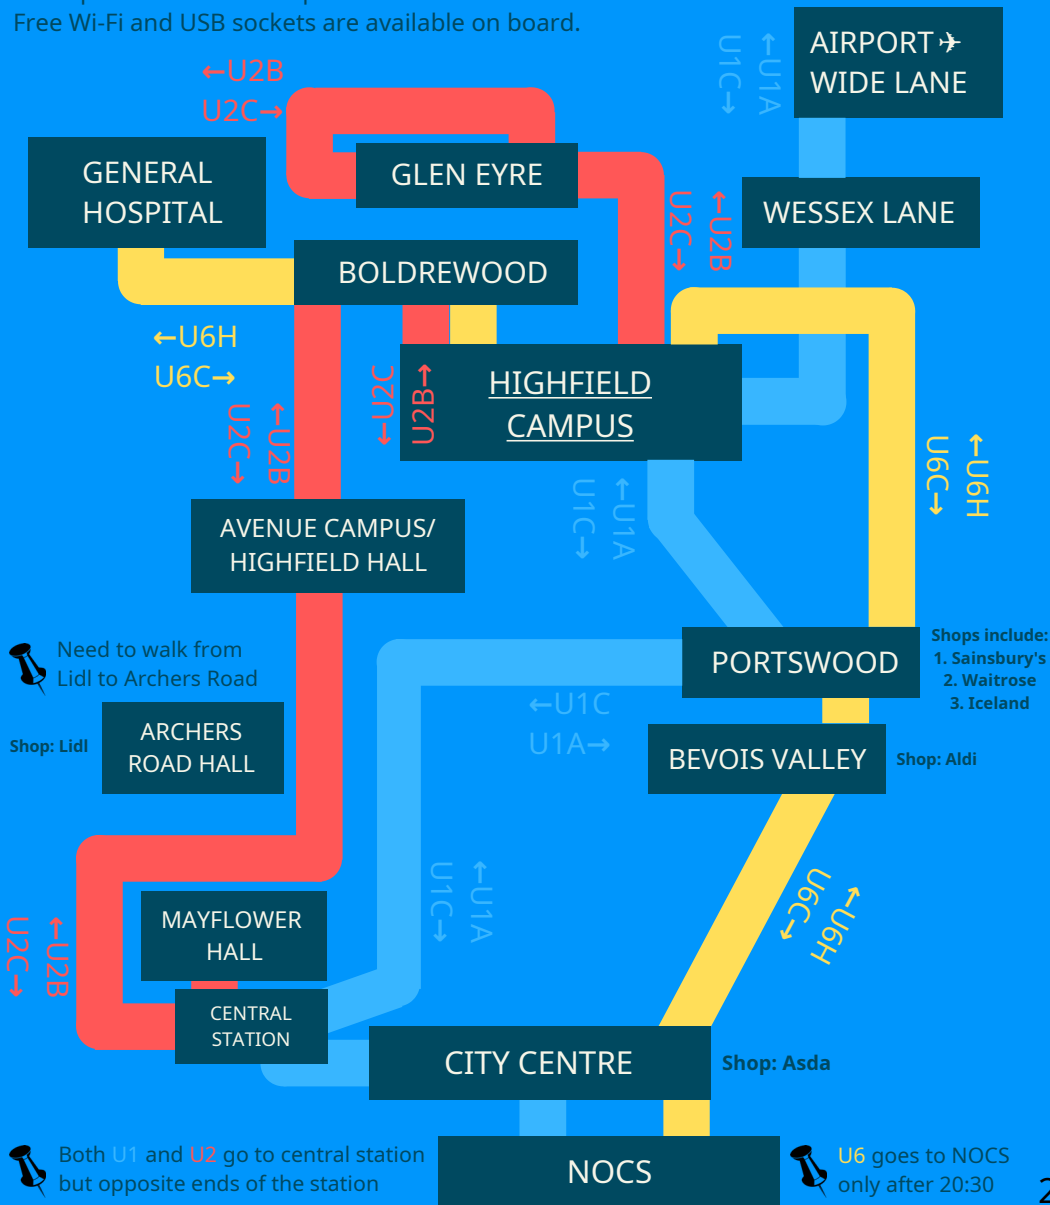 Free Wi-Fi and USB sockets are available on board.
AIRPORT✈
WIDE LANE
U1C→
←U1A
←U2B
U2C→
GENERAL
HOSPITAL
GLEN EYRE
WESSEX LANE
U2C→
←U2B
BOLDREWOOD
←U6H
U6C→
←U2C
U2B→
HIGHFIELD
CAMPUS
U2C→
←U2B
U6C→
←U6H
U1C→
←U1A
AVENUE CAMPUS/
HIGHFIELD HALL
Need to walk from
Lidl to Archers Road
PORTSWOOD
Shops include:
1. Sainsbury's
2. Waitrose
3. Iceland
←U1C
U1A→
Shop: Lidl
ARCHERS
ROAD HALL
BEVOIS VALLEY
Shop: Aldi
U1C→
←U1A
U6C→
←U6H
U2C→
←U2B
MAYFLOWER
HALL
CENTRAL
STATION
CITY CENTRE
Shop: Asda
Both U1 and U2 go to central station
but opposite ends of the station
NOCS
U6 goes to NOCS
only after 20:30